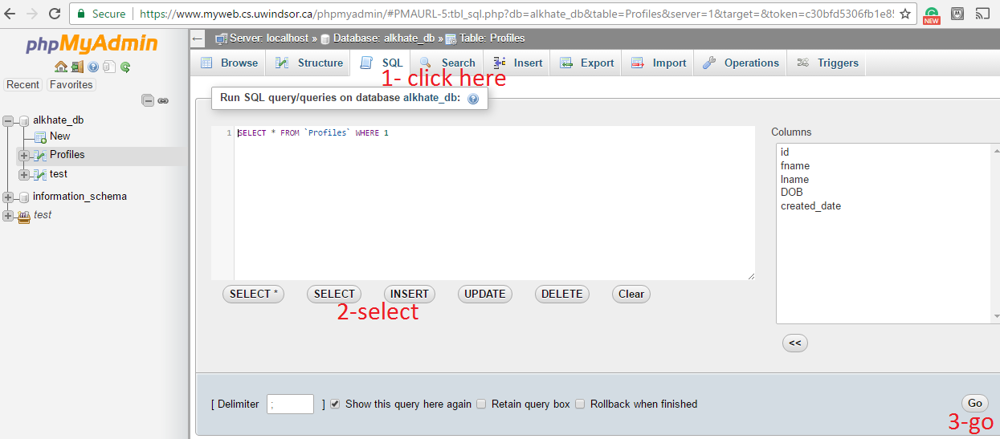 Secure https://www.myweb.cs.uwindsor.ca/phpmyadmin/#PMAURL-5:tbl_sql.php?db=alkhate_db&table=Profiles&server=1&target=&token=c30bfd5306fb1e85
NEW
phpMyAdmin
Recent Favorites
alkhate_db
New
Profiles
test
information_schema
test
Server: localhost » Database: alkhate_db » Table: Profiles
Browse Structure SQL Search Insert Export Import Operations Triggers
1- click here
Run SQL query/queries on database alkhate_db:
1 SELECT * FROM `Profiles` WHERE 1
Columns
id
fname
lname
DOB
created_date
SELECT * SELECT INSERT UPDATE DELETE Clear
2-select
<<
[ Delimiter ; ] Show this query here again Retain query box Rollback when finished
Go
3-go